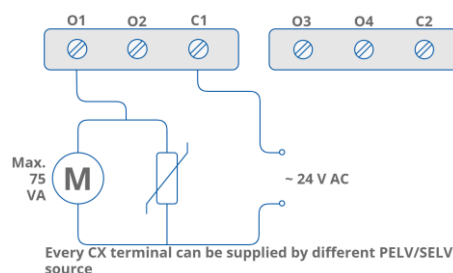 O1 O2 C1 O3 O4 C2
Max.
75
VA
M
~ 24 V AC
Every CX terminal can be supplied by different PELV/SELV
source